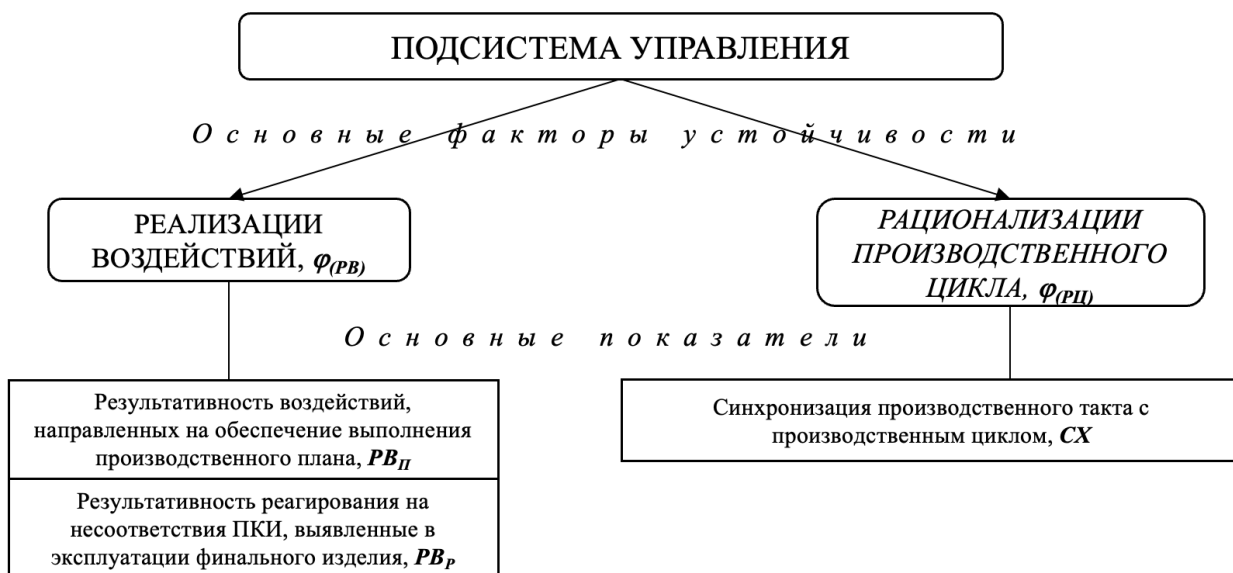 ПОДСИСТЕМА УПРАВЛЕНИЯ
Основные факторы устойчивости
РЕАЛИЗАЦИИ
ВОЗДЕЙСТВИЙ, φ(РВ)
РАЦИОНАЛИЗАЦИИ
ПРОИЗВОДСТВЕННОГО
ЦИКЛА, φ(РЦ)
Основные показатели
Результативность воздействий,
направленных на обеспечение выполнения
производственного плана, РВП
Результативность реагирования на
несоответствия ПКИ, выявленные в
эксплуатации финального изделия, РВР
Синхронизация производственного такта с
производственным циклом, СХ